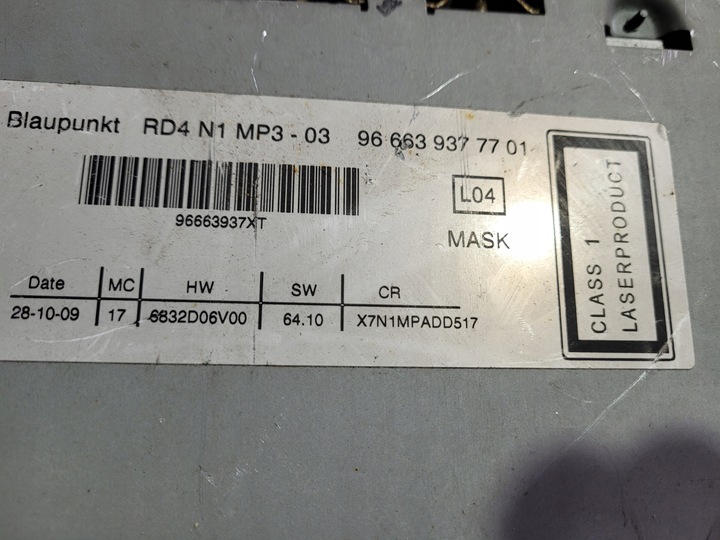 Blaupunkt RD4 N1 MP3 - 03 96 663 937 77 01
96663937XT
L04
MASK
Date MC HW SW CR
28-10-09 17 6832D06V00 64.10 X7N1MPADD517
CLASS 1
LASERPRODUCT